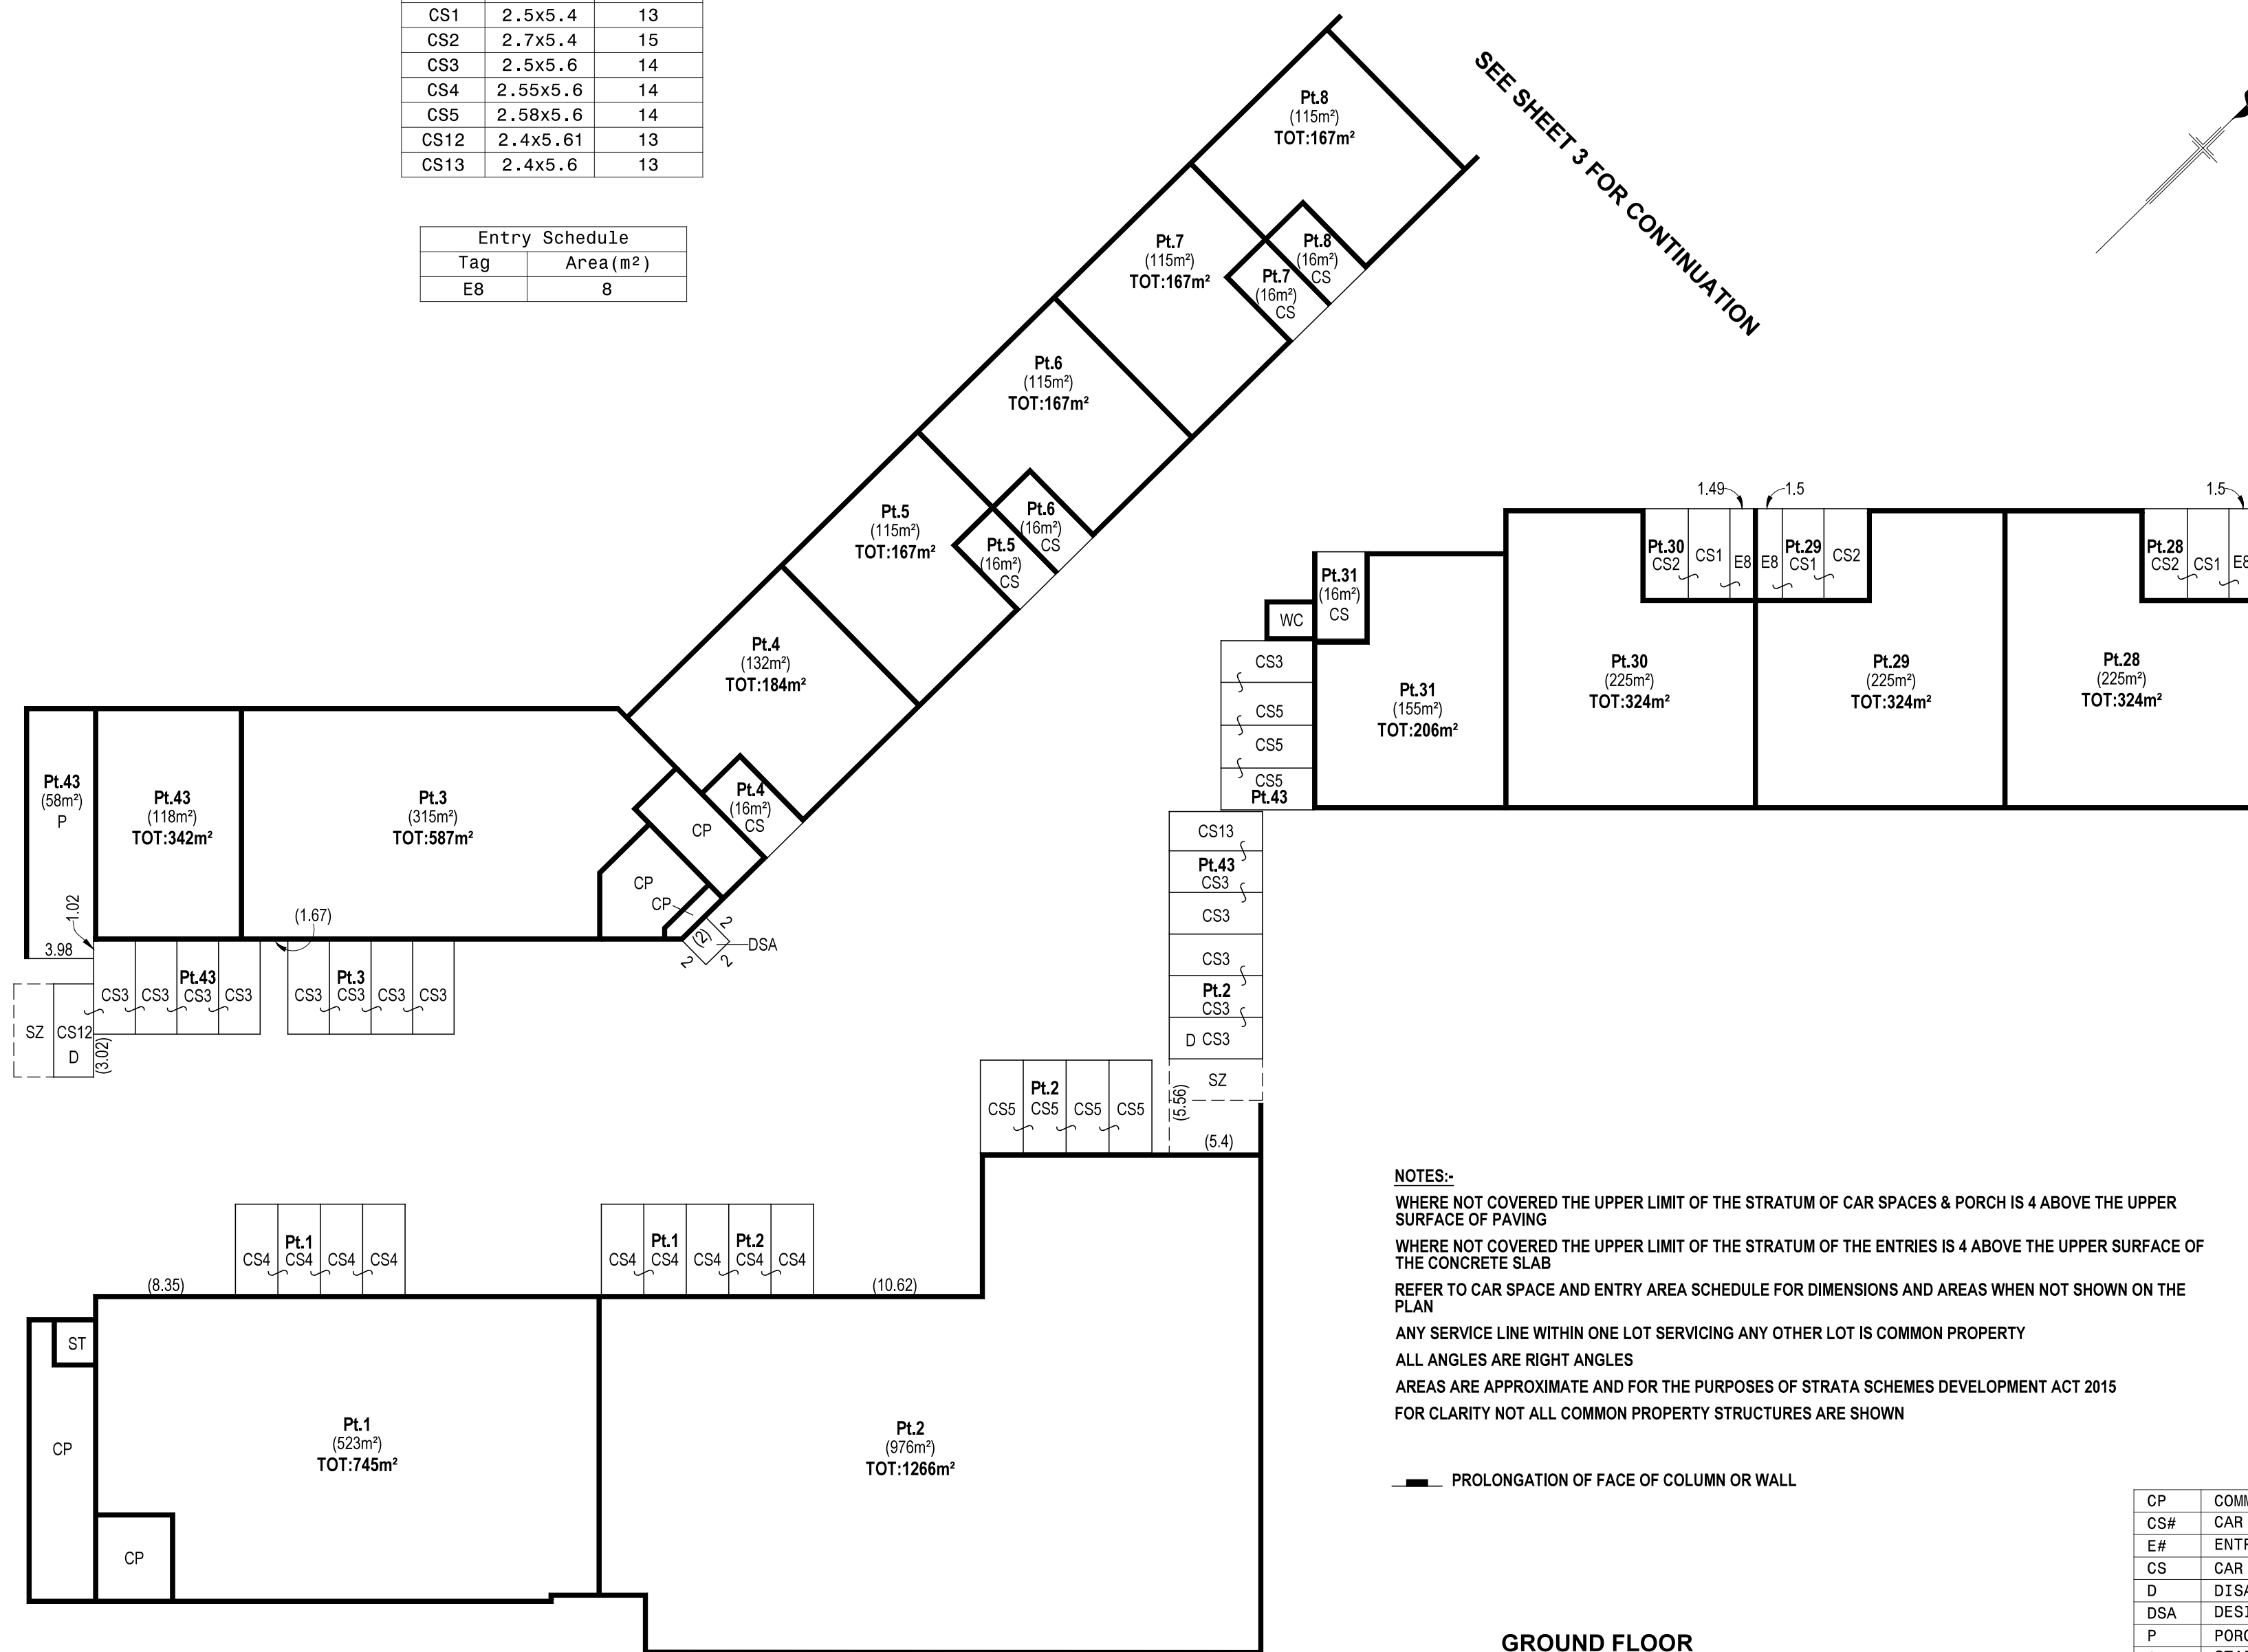 CS1 2.5x5.4 13
CS2 2.7x5.4 15
CS3 2.5x5.6 14
CS4 2.55x5.6 14
CS5 2.58x5.6 14
CS12 2.4x5.61 13
CS13 2.4x5.6 13
Entry Schedule
Tag Area(m²)
E8 8
SEE SHEET 3 FOR CONTINUATION
Pt.8
(115m²)
TOT:167m²
Pt.8
(16m²)
CS
Pt.7
(115m²)
TOT:167m²
Pt.7
(16m²)
CS
Pt.6
(115m²)
TOT:167m²
Pt.6
(16m²)
CS
Pt.5
(115m²)
TOT:167m²
Pt.5
(16m²)
CS
Pt.4
(132m²)
TOT:184m²
Pt.4
(16m²)
CS
1.49 1.5 1.5
Pt.30
CS2 CS1 E8
E8 Pt.29
CS1 CS2
Pt.28
CS2 CS1 E8
Pt.31
(16m²)
CS
WC
CS3
CS5
CS5
CS5
Pt.43
Pt.31
(155m²)
TOT:206m²
Pt.30
(225m²)
TOT:324m²
Pt.29
(225m²)
TOT:324m²
Pt.28
(225m²)
TOT:324m²
Pt.43
(58m²)
P
Pt.43
(118m²)
TOT:342m²
Pt.3
(315m²)
TOT:587m²
CP
CP
CP
2
(2)
2
2
DSA
1.02
3.98
(1.67)
Pt.43
CS3 CS3 CS3 CS3
Pt.3
CS3 CS3 CS3 CS3
SZ CS12
D
(3.02)
CS13
Pt.43
CS3
CS3
CS3
Pt.2
CS3
D CS3
SZ
(5.56)
(5.4)
Pt.2
CS5 CS5 CS5 CS5
Pt.1
CS4 CS4 CS4 CS4
Pt.1 Pt.2
CS4 CS4 CS4 CS4 CS4
(8.35)
(10.62)
ST
CP
CP
Pt.1
(523m²)
TOT:745m²
Pt.2
(976m²)
TOT:1266m²
NOTES:-
WHERE NOT COVERED THE UPPER LIMIT OF THE STRATUM OF CAR SPACES & PORCH IS 4 ABOVE THE UPPER
SURFACE OF PAVING
WHERE NOT COVERED THE UPPER LIMIT OF THE STRATUM OF THE ENTRIES IS 4 ABOVE THE UPPER SURFACE OF
THE CONCRETE SLAB
REFER TO CAR SPACE AND ENTRY AREA SCHEDULE FOR DIMENSIONS AND AREAS WHEN NOT SHOWN ON THE
PLAN
ANY SERVICE LINE WITHIN ONE LOT SERVICING ANY OTHER LOT IS COMMON PROPERTY
ALL ANGLES ARE RIGHT ANGLES
AREAS ARE APPROXIMATE AND FOR THE PURPOSES OF STRATA SCHEMES DEVELOPMENT ACT 2015
FOR CLARITY NOT ALL COMMON PROPERTY STRUCTURES ARE SHOWN
PROLONGATION OF FACE OF COLUMN OR WALL
GROUND FLOOR
CP
CS# CAR
E#
CS CAR
D
DSA
P